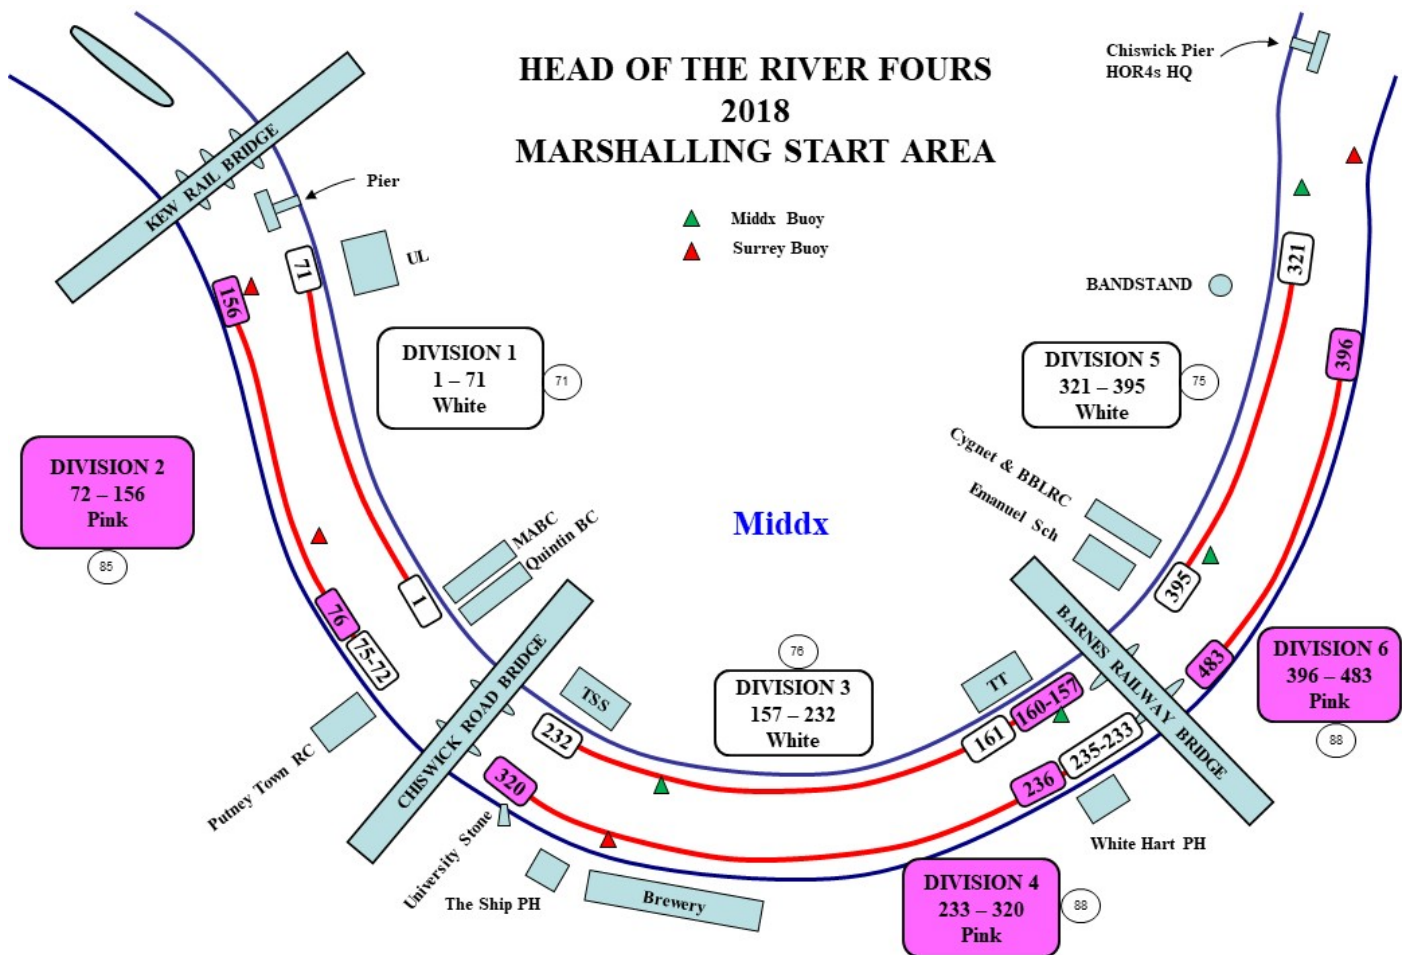 HEAD OF THE RIVER FOURS
2018
MARSHALLING START AREA
Chiswick Pier
HOR4s HQ
Middx Buoy
Surrey Buoy
KEW RAIL BRIDGE
Pier
UL
71
156
321
BANDSTAND
396
DIVISION 1
1 – 71
White
71
DIVISION 5
321 – 395
White
75
DIVISION 2
72 – 156
Pink
85
Cygnet & BBLRC
Emanuel Sch
Middx
MABC
Quintin BC
1
76
75-72
395
BARNES RAILWAY BRIDGE
483
DIVISION 6
396 – 483
Pink
88
CHISWICK ROAD BRIDGE
TSS
232
76
DIVISION 3
157 – 232
White
TT
160-157
161
235-233
236
320
Putney Town RC
University Stone
The Ship PH
Brewery
White Hart PH
DIVISION 4
233 – 320
Pink
88